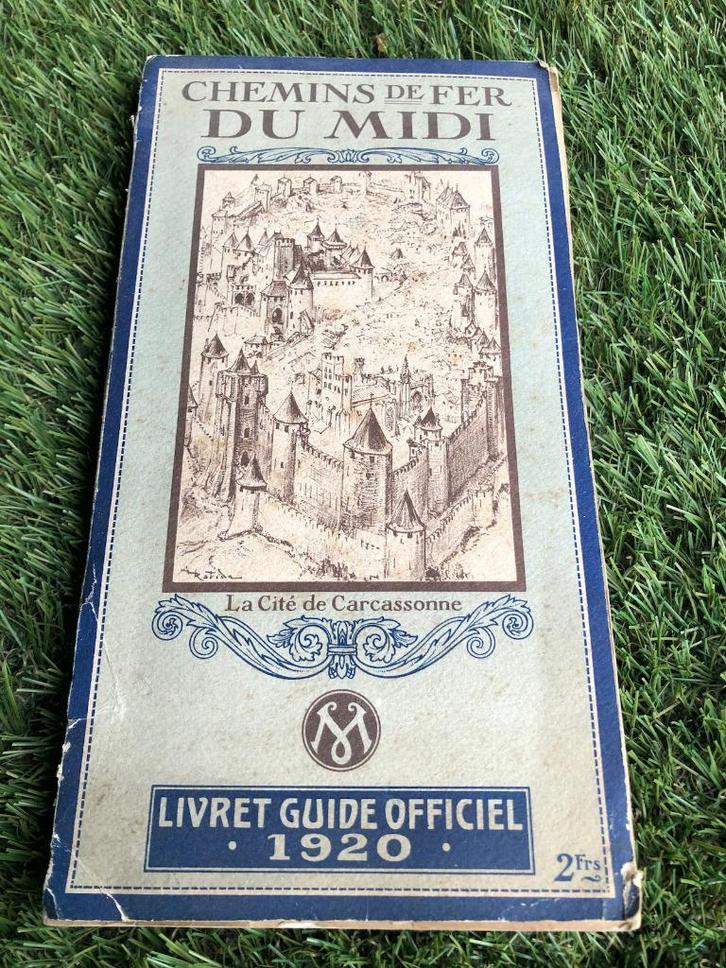 CHEMINS DE FER
DU MIDI
La Cité de Carcassonne
M
LIVRET GUIDE OFFICIEL
· 1920 ·
2Frs